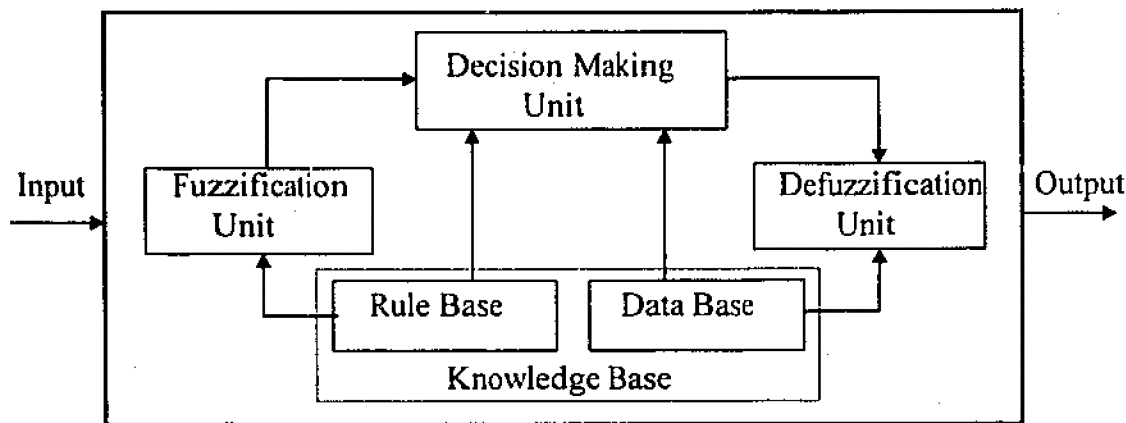 Decision Making
Unit
Input
Fuzzification
Unit
Defuzzification
Unit
Output
Rule Base
Data Base
Knowledge Base